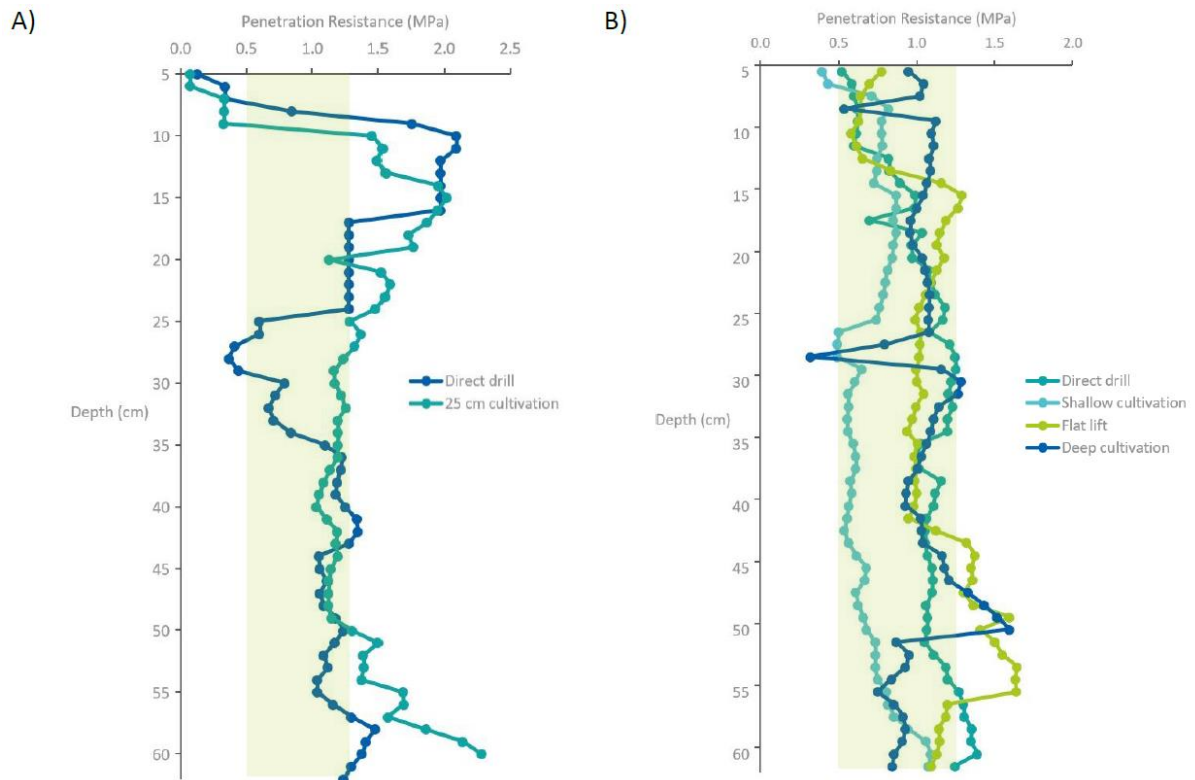 A)
Penetration Resistance (MPa)
0.0 0.5 1.0 1.5 2.0 2.5
5
10
15
20
25
30
35
40
45
50
55
60
Depth (cm)
Direct drill
25 cm cultivation
B)
Penetration Resistance (MPa)
0.0 0.5 1.0 1.5 2.0
5
10
15
20
25
30
35
40
45
50
55
60
Depth (cm)
Direct drill
Shallow cultivation
Flat lift
Deep cultivation